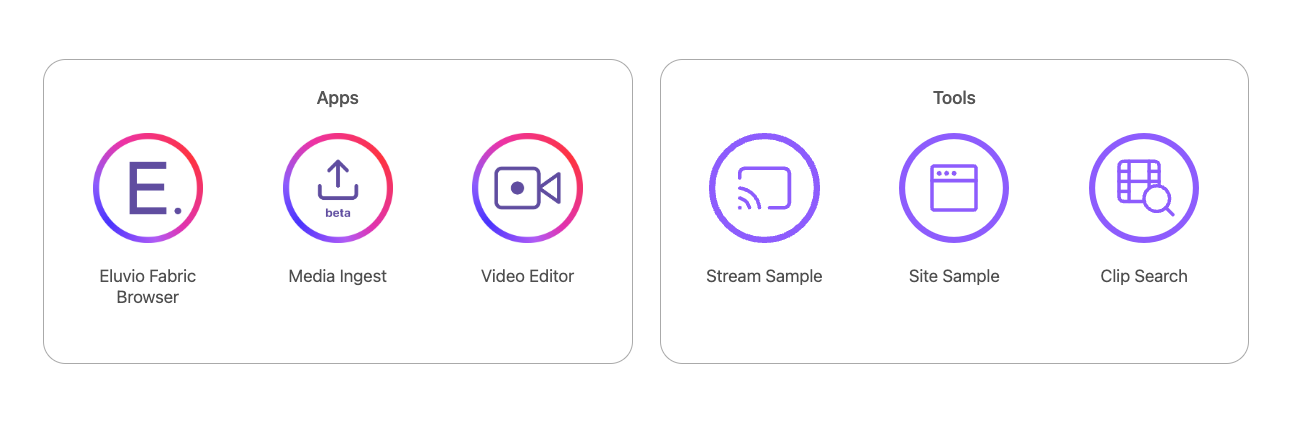 Apps
E.
beta
Eluvio Fabric
Browser
Media Ingest
Video Editor
Tools
Stream Sample
Site Sample
Clip Search